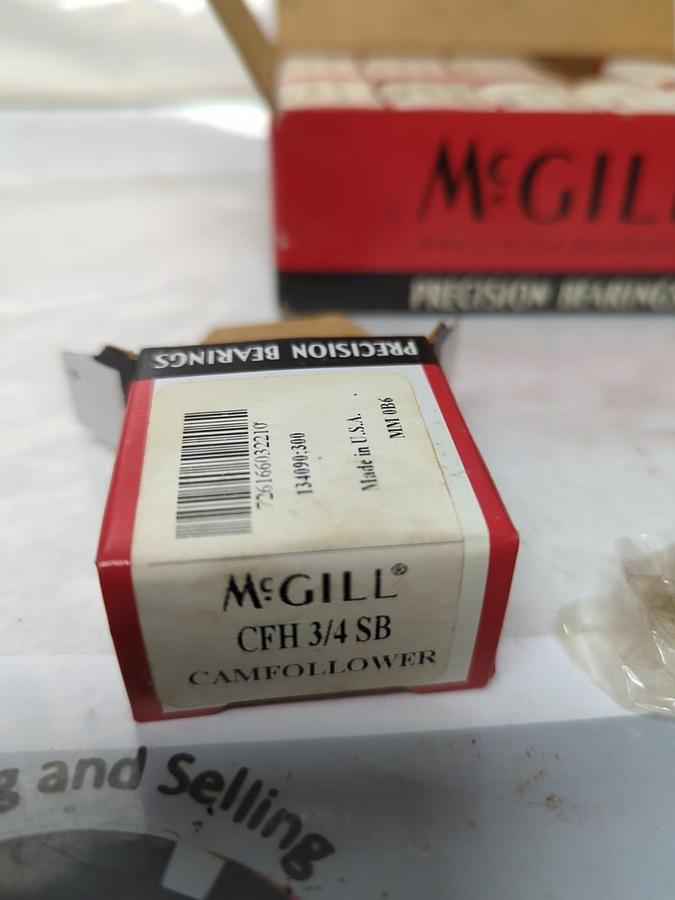 McGIL
PRECISION BEARINGS
PRECISION BEARINGS
726166032210
134090:300
Made in U.S.A.
MM 0B6
McGILL®
CFH 3/4 SB
CAMFOLLOWER
g and Selling